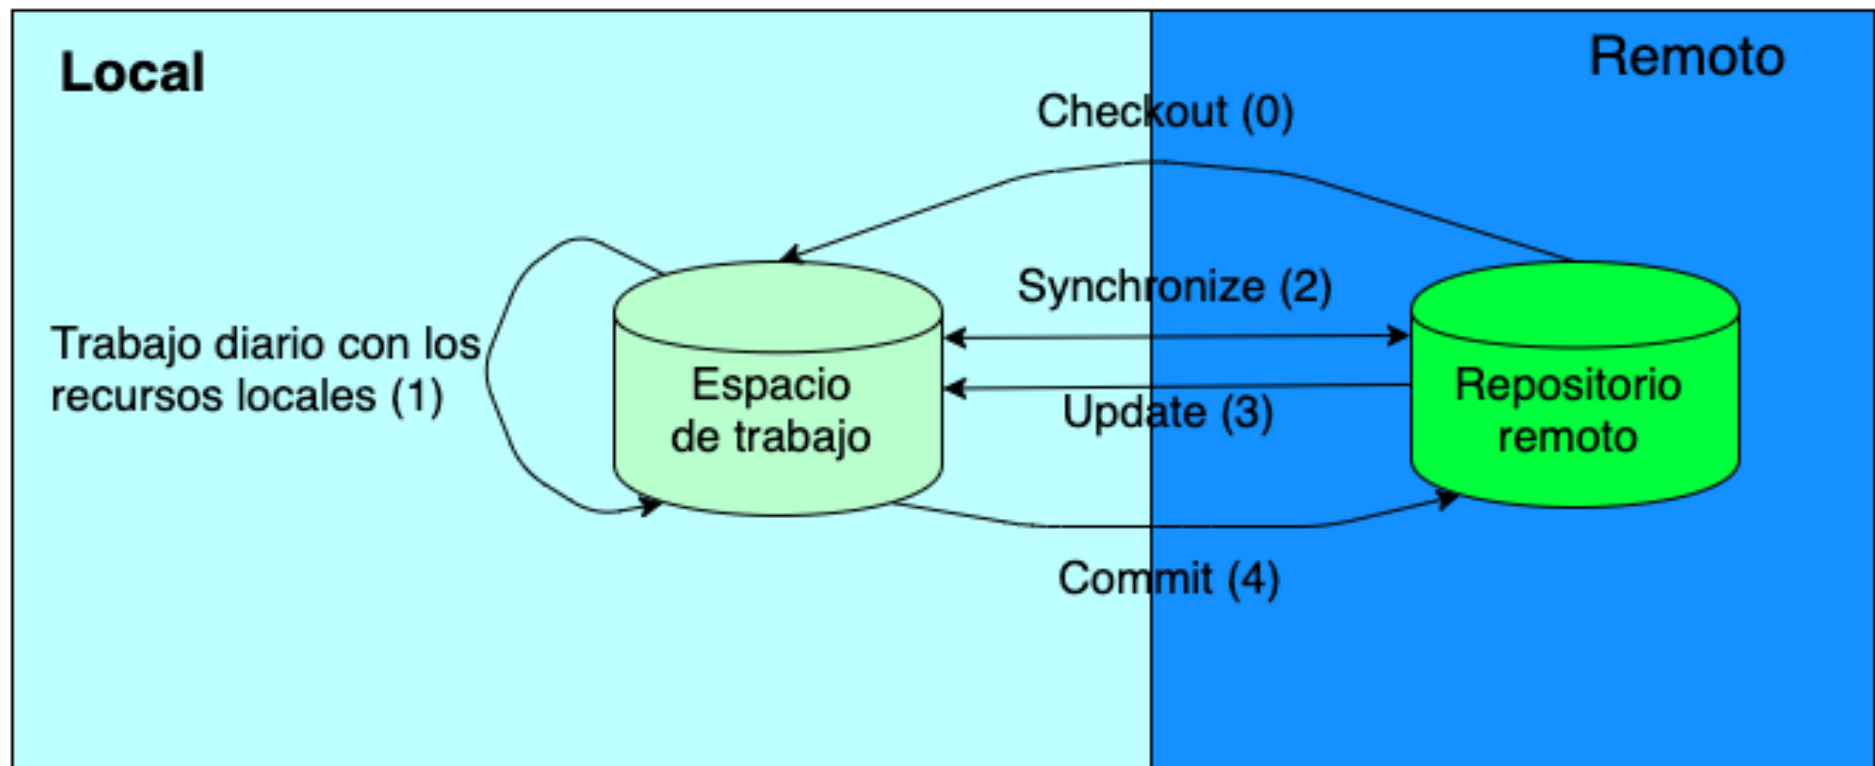 Local
Remoto
Checkout (0)
Synchronize (2)
Trabajo diario con los
recursos locales (1)
Espacio
de trabajo
Update (3)
Repositorio
remoto
Commit (4)